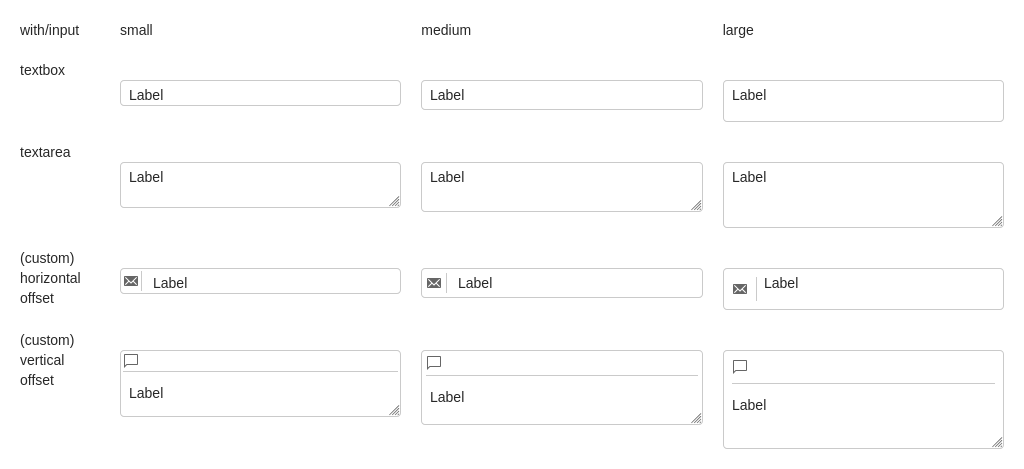 with/input small medium large
textbox
Label Label Label
textarea
Label Label Label
(custom)
horizontal
offset
Label Label Label
(custom)
vertical
offset
Label Label Label